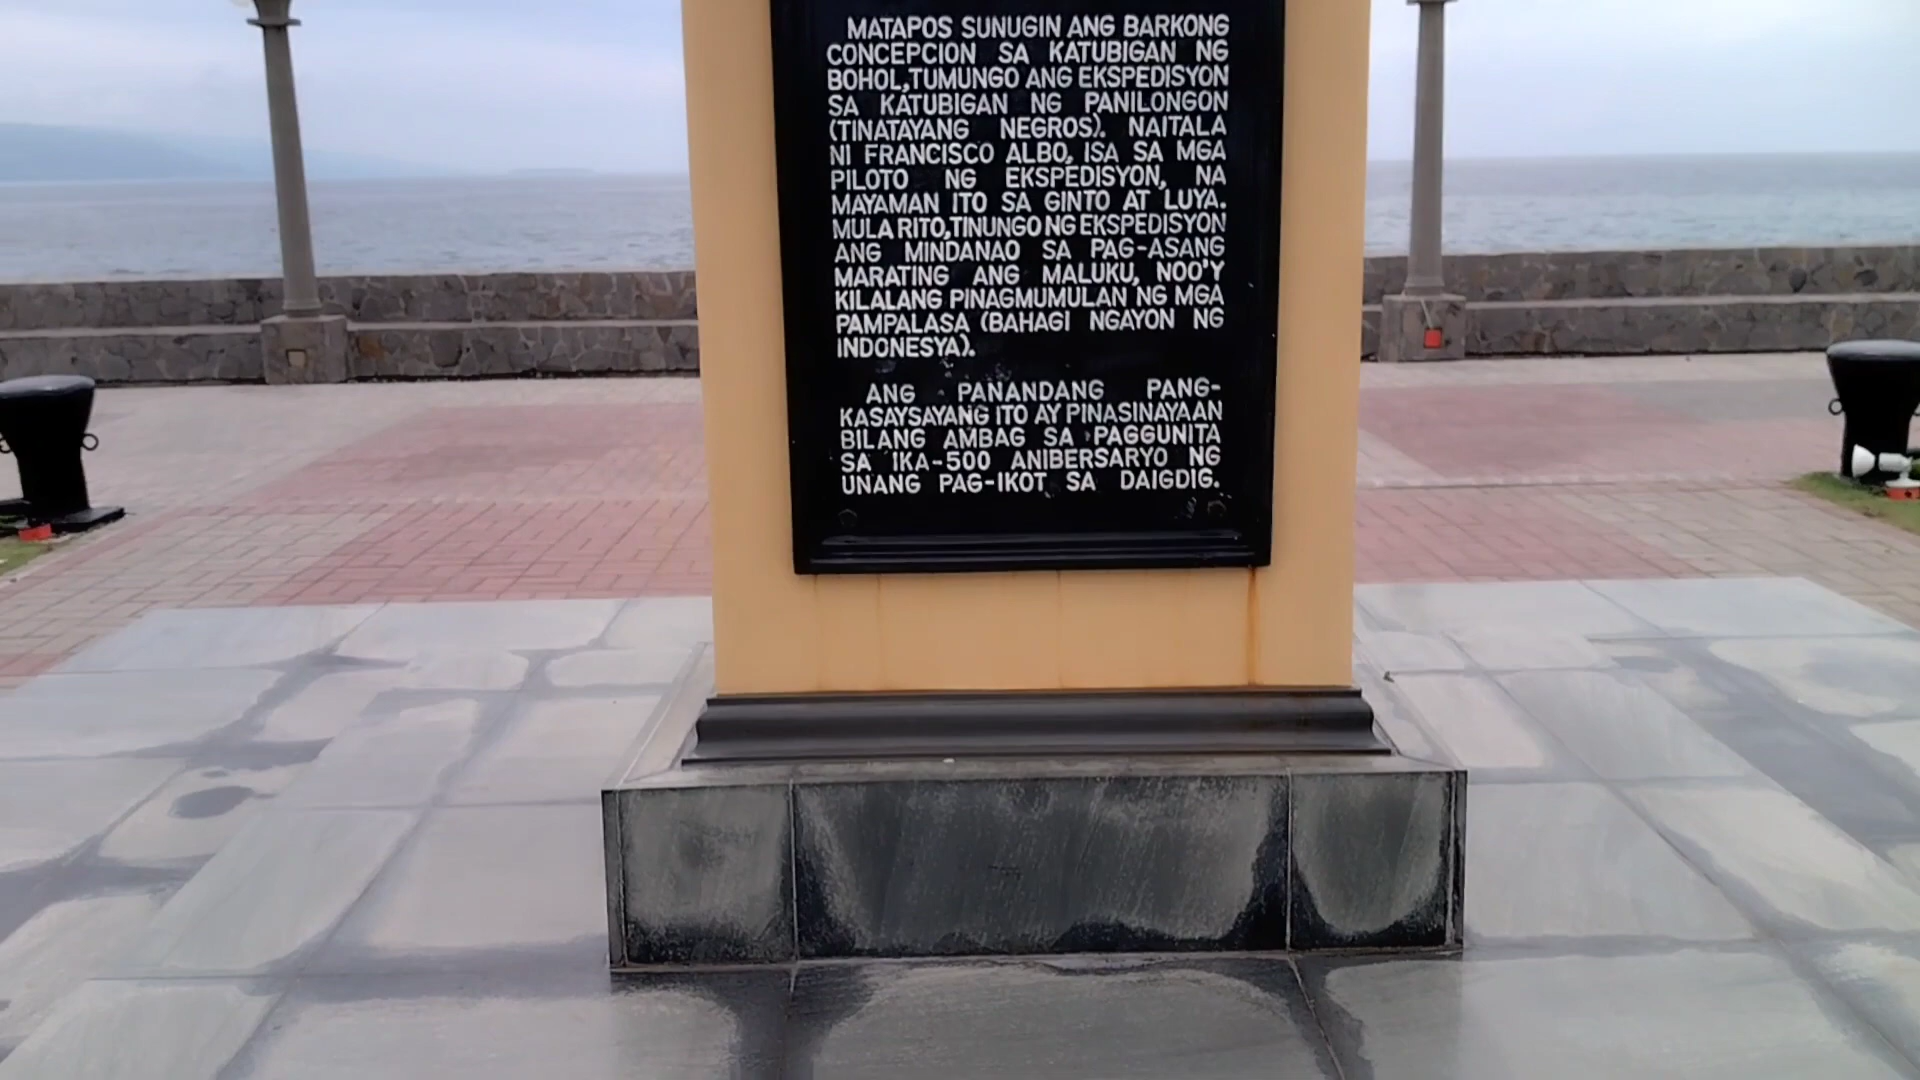 MATAPOS SUNUGIN ANG BARKONG
CONCEPCION SA KATUBIGAN NG
BOHOL,TUMUNGO ANG EKSPEDISYON
SA KATUBIGAN NG PANILONGON
(TINATAYANG NEGROS). NAITALA
NI FRANCISCO ALBO, ISA SA MGA
PILOTO NG EKSPEDISYON, NA
MAYAMAN ITO SA GINTO AT LUYA.
MULA RITO,TINUNGO NG EKSPEDISYON
ANG MINDANAO SA PAG-ASANG
MARATING ANG MALUKU, NOO'Y
KILALANG PINAGMUMULAN NG MGA
PAMPALASA (BAHAGI NGAYON NG
INDONESYA).
ANG PANANDANG PANG-
KASAYSAYANG ITO AY PINASINAYAAN
BILANG AMBAG SA PAGGUNITA
SA IKA-500 ANIBERSARYO NG
UNANG PAG-IKOT SA DAIGDIG.